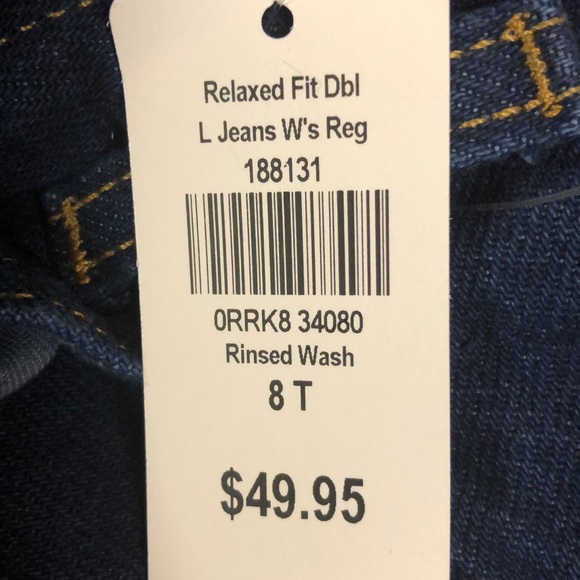 Relaxed Fit Dbl
L Jeans W's Reg
188131
0RRK8 34080
Rinsed Wash
8 T
$49.95